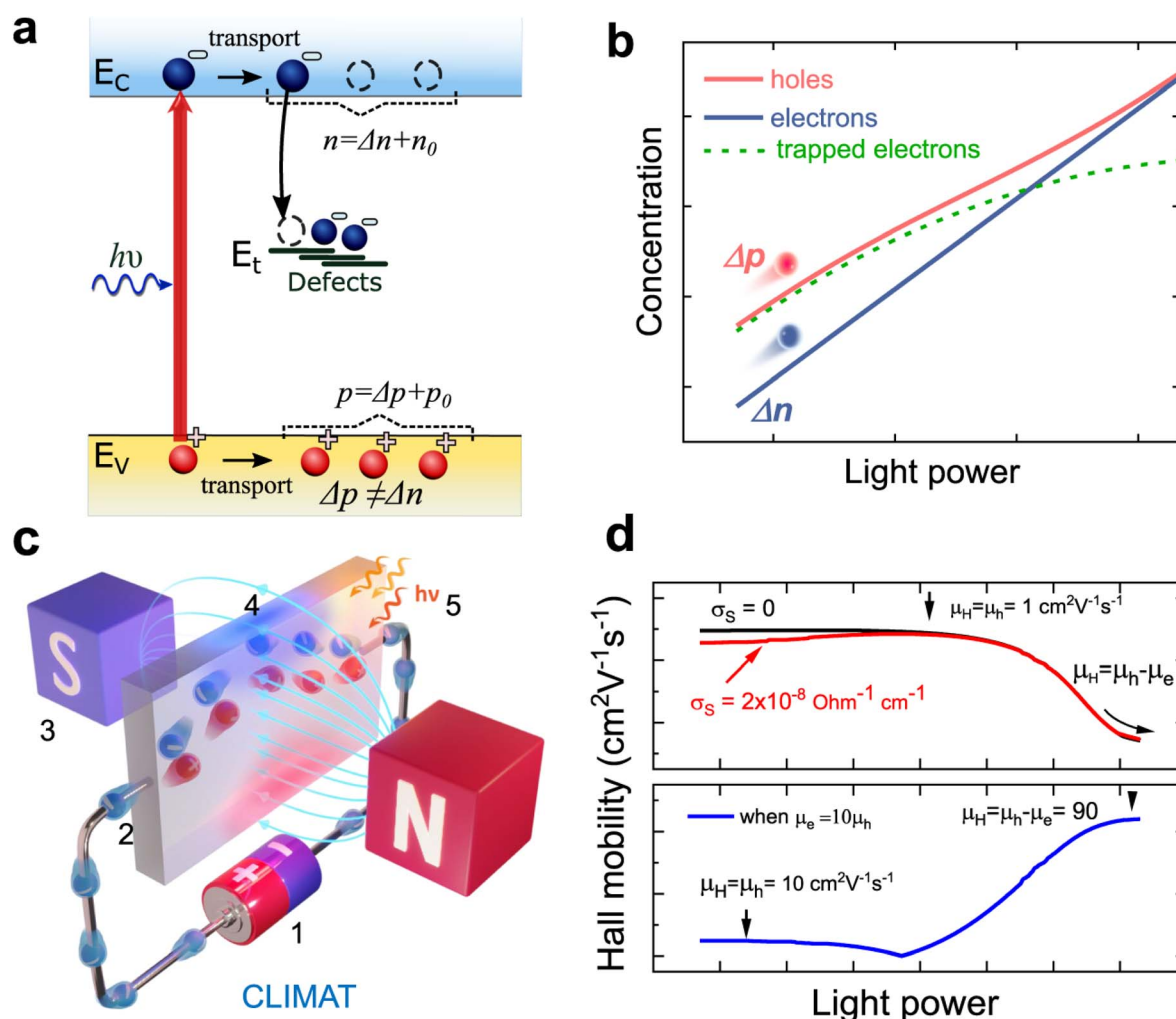 a
transport
E_C
n=Δn+n₀
hυ
E_t
Defects
p=Δp+p₀
E_V
transport
Δp ≠Δn
b
holes
electrons
trapped electrons
Concentration
Δp
Δn
Light power
c
S
3
4
hν
5
2
N
1
CLIMAT
d
σ_S = 0
μ_H=μ_h= 1 cm²V⁻¹s⁻¹
μ_H=μ_h-μ_e
σ_S = 2x10⁻⁸ Ohm⁻¹ cm⁻¹
Hall mobility (cm²V⁻¹s⁻¹)
when μ_e =10μ_h
μ_H=μ_h-μ_e= 90
μ_H=μ_h= 10 cm²V⁻¹s⁻¹
Light power